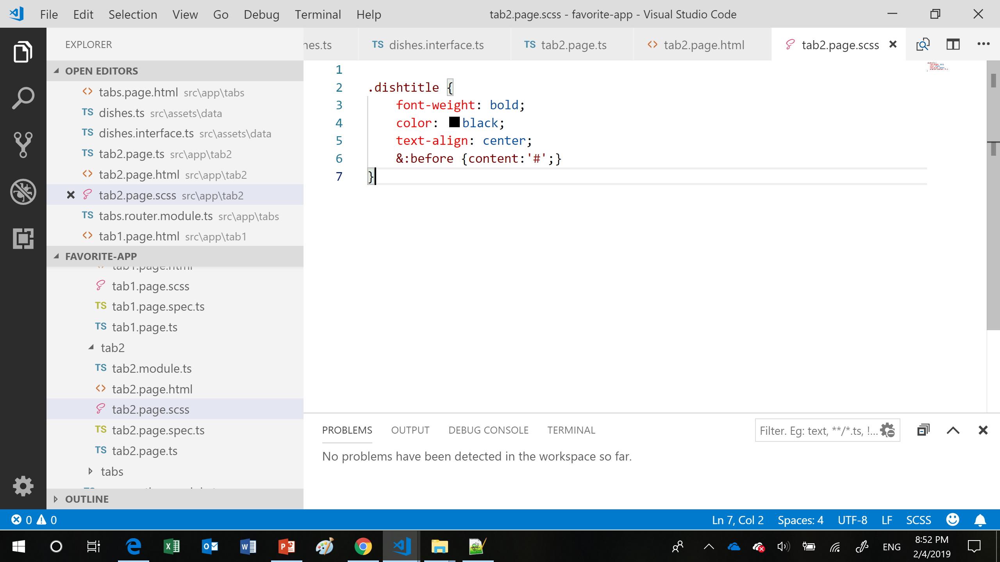 File Edit Selection View Go Debug Terminal Help tab2.page.scss - favorite-app - Visual Studio Code
EXPLORER
OPEN EDITORS
tabs.page.html src\app\tabs
TS dishes.ts src\assets\data
TS dishes.interface.ts src\assets\data
TS tab2.page.ts src\app\tab2
tab2.page.html src\app\tab2
tab2.page.scss src\app\tab2
TS tabs.router.module.ts src\app\tabs
tab1.page.html src\app\tab1
FAVORITE-APP
tab1.page.html
tab1.page.scss
TS tab1.page.spec.ts
TS tab1.page.ts
tab2
TS tab2.module.ts
tab2.page.html
tab2.page.scss
TS tab2.page.spec.ts
TS tab2.page.ts
tabs
OUTLINE
nes.ts TS dishes.interface.ts TS tab2.page.ts tab2.page.html tab2.page.scss
1
2 .dishtitle {
3 font-weight: bold;
4 color: black;
5 text-align: center;
6 &:before {content:'#';}
7 }
PROBLEMS OUTPUT DEBUG CONSOLE TERMINAL Filter. Eg: text, **/*.ts, !...
No problems have been detected in the workspace so far.
0 0 Ln 7, Col 2 Spaces: 4 UTF-8 LF SCSS
ENG
8:52 PM
2/4/2019